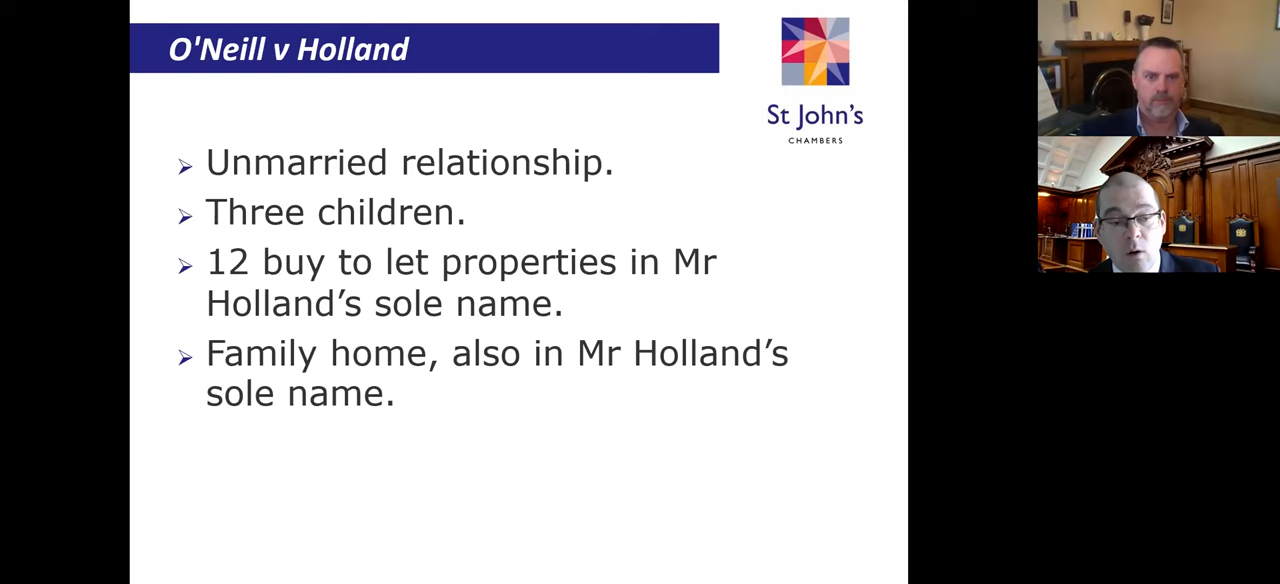 O'Neill v Holland
St John's
CHAMBERS
Unmarried relationship.
Three children.
12 buy to let properties in Mr
Holland’s sole name.
Family home, also in Mr Holland’s
sole name.